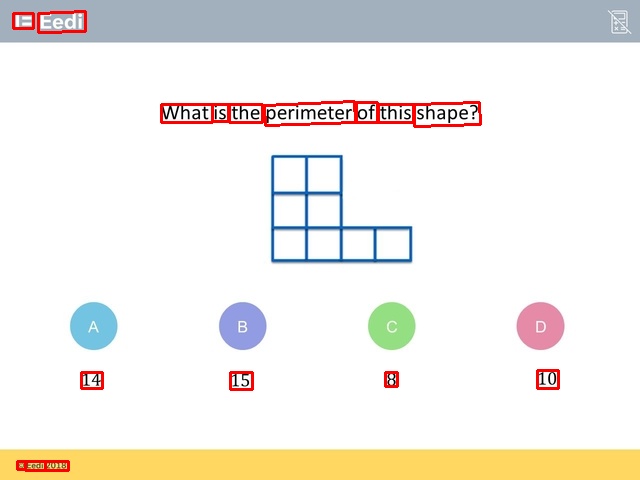 Eedi
What is the perimeter of this shape?
A B C D
14 15 8 10
© Eedi 2018